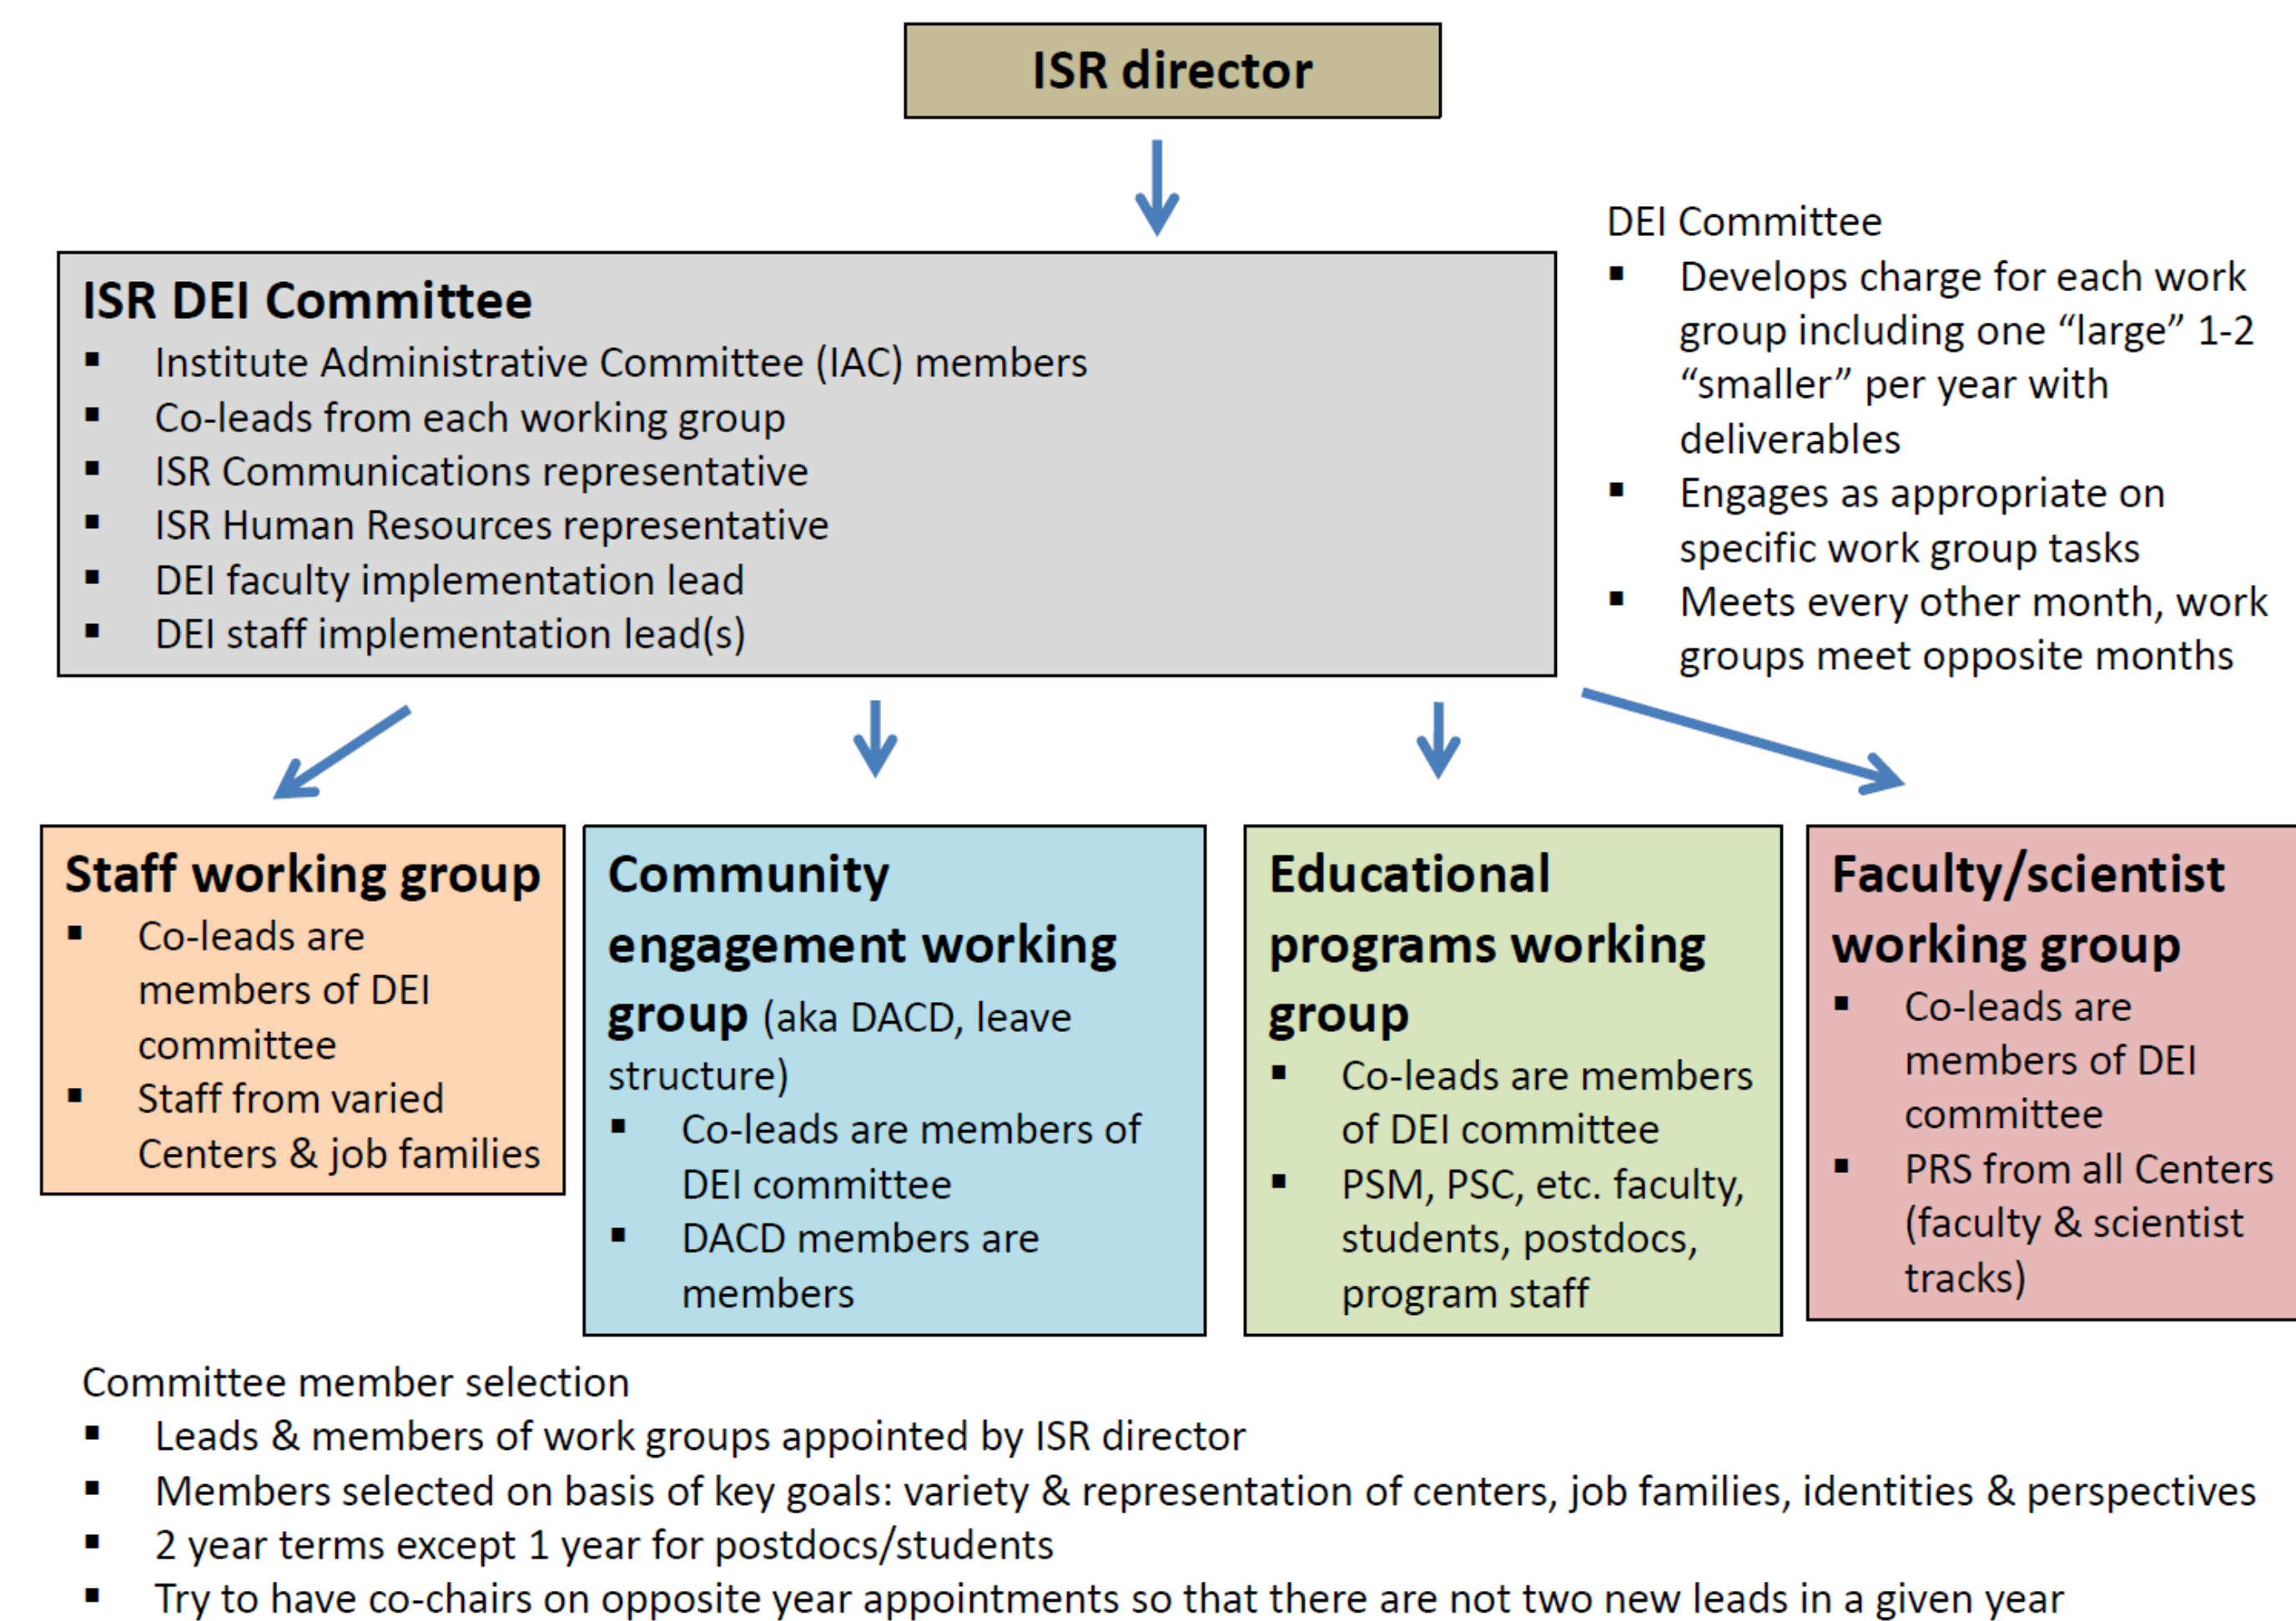 ISR director
ISR DEI Committee
▪ Institute Administrative Committee (IAC) members
▪ Co-leads from each working group
▪ ISR Communications representative
▪ ISR Human Resources representative
▪ DEI faculty implementation lead
▪ DEI staff implementation lead(s)
DEI Committee
▪ Develops charge for each work
group including one “large” 1-2
“smaller” per year with
deliverables
▪ Engages as appropriate on
specific work group tasks
▪ Meets every other month, work
groups meet opposite months
Staff working group
▪ Co-leads are
members of DEI
committee
▪ Staff from varied
Centers & job families
Community
engagement working
group (aka DACD, leave
structure)
▪ Co-leads are members of
DEI committee
▪ DACD members are
members
Educational
programs working
group
▪ Co-leads are members
of DEI committee
▪ PSM, PSC, etc. faculty,
students, postdocs,
program staff
Faculty/scientist
working group
▪ Co-leads are
members of DEI
committee
▪ PRS from all Centers
(faculty & scientist
tracks)
Committee member selection
▪ Leads & members of work groups appointed by ISR director
▪ Members selected on basis of key goals: variety & representation of centers, job families, identities & perspectives
▪ 2 year terms except 1 year for postdocs/students
▪ Try to have co-chairs on opposite year appointments so that there are not two new leads in a given year